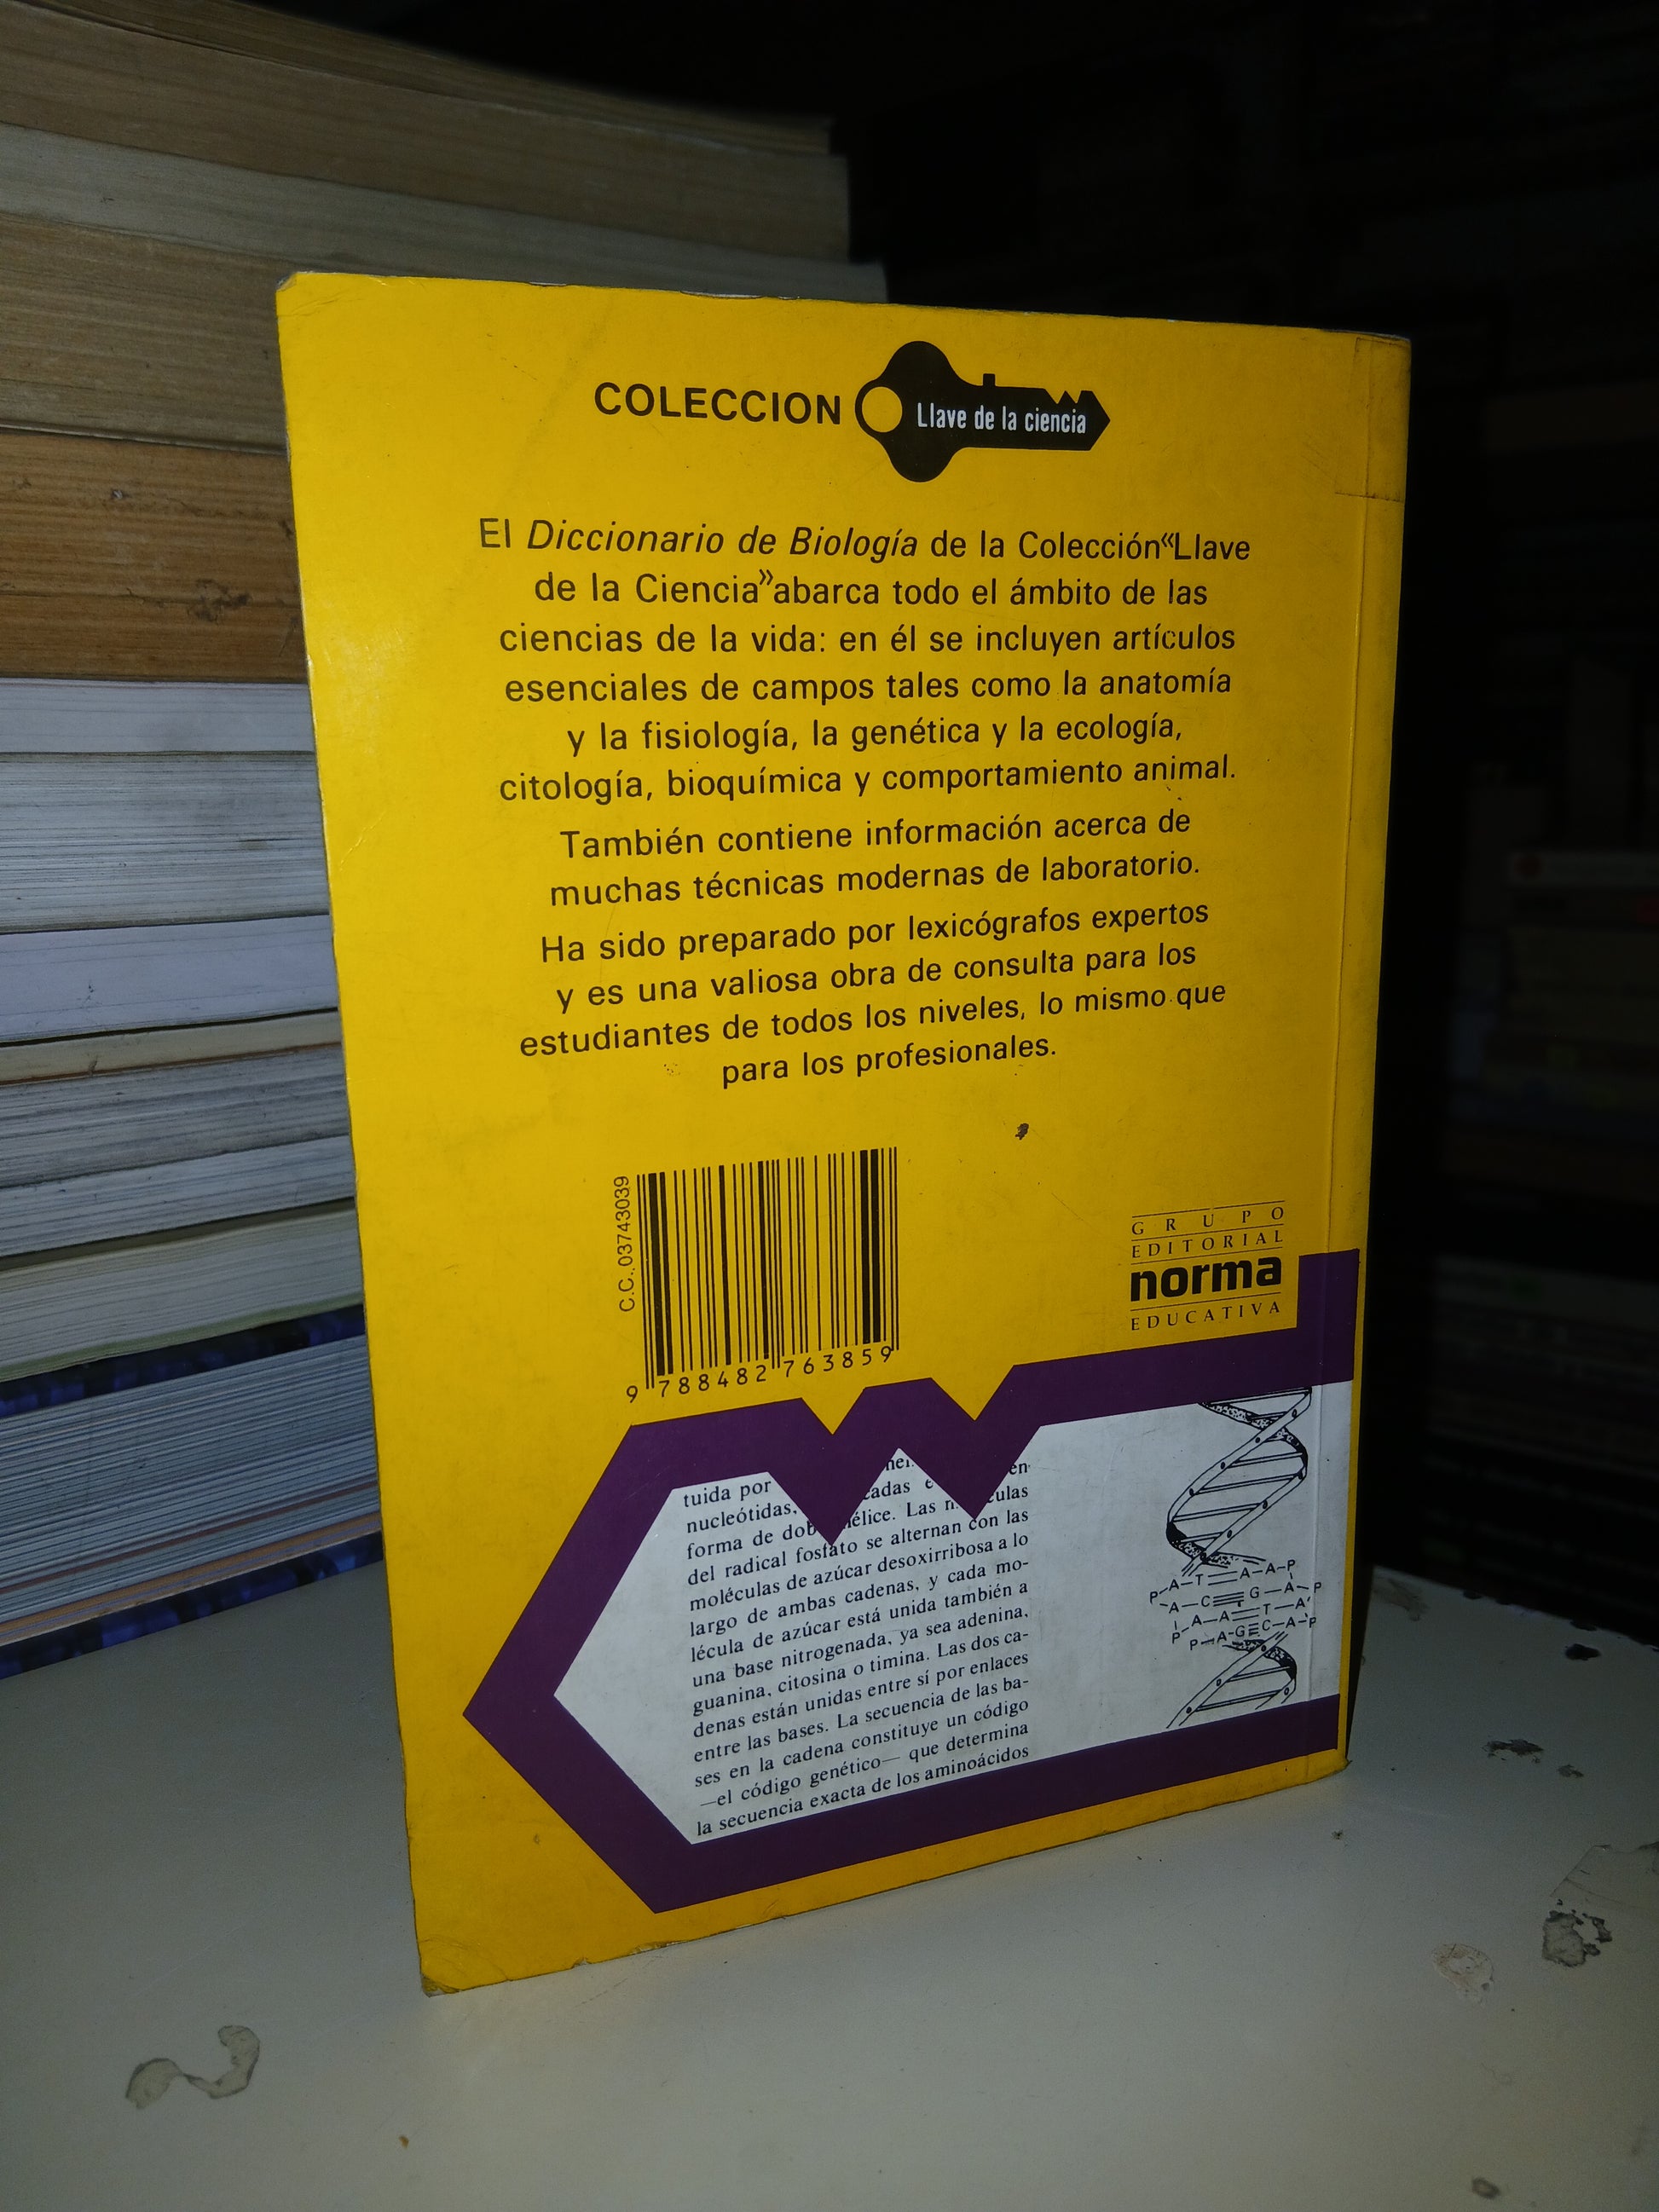 COLECCION Llave de la ciencia
El Diccionario de Biología de la Colección «Llave
de la Ciencia» abarca todo el ámbito de las
ciencias de la vida: en él se incluyen artículos
esenciales de campos tales como la anatomía
y la fisiología, la genética y la ecología,
citología, bioquímica y comportamiento animal.
También contiene información acerca de
muchas técnicas modernas de laboratorio.
Ha sido preparado por lexicógrafos expertos
y es una valiosa obra de consulta para los
estudiantes de todos los niveles, lo mismo que
para los profesionales.
C.C. 03743039
9 788482 763859
GRUPO
EDITORIAL
norma
EDUCATIVA
tuida por
nucleótidas,
forma de Las
del radical fosfato se alternan con las
moléculas de azúcar desoxirribosa a lo
largo de ambas cadenas, y cada mo-
lécula de azúcar está unida también a
una base nitrogenada, ya sea adenina,
guanina, citosina o timina. Las dos ca-
denas están unidas entre sí por enlaces
entre las bases. La secuencia de las ba-
ses en la cadena constituye un código
—el código genético— que determina
la secuencia exacta de los aminoácidos
P-A-T A-A-P
A-C G-A-P
P A-A T-A
P-A-G C-A-P